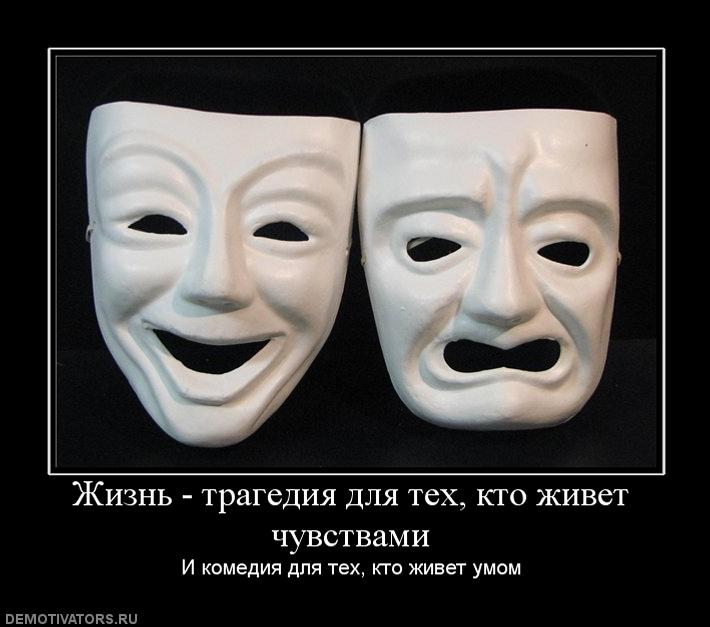 Жизнь - трагедия для тех, кто живет
чувствами
И комедия для тех, кто живет умом
DEMOTIVATORS.RU